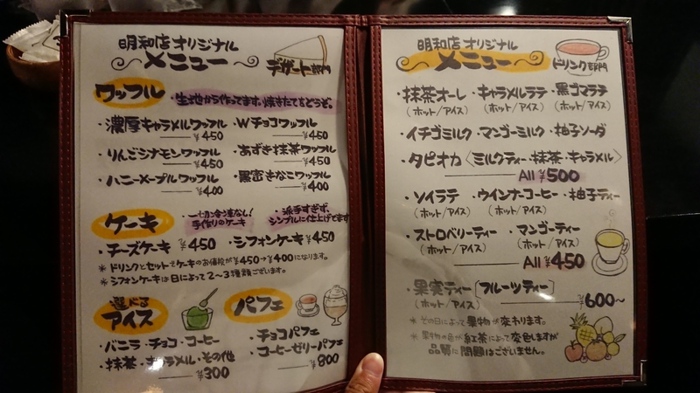 明和店オリジナル
メニュー
デザート部門
ワッフル
・生地から作ってます。焼きたてをどうぞ。
・濃厚キャラメルワッフル ¥450
・Wチョコワッフル ¥450
・りんごシナモンワッフル ¥450
・あずき抹茶ワッフル ¥450
・ハニーメープルワッフル ¥400
・黒蜜きなこワッフル ¥400
ケーキ
・一切冷凍なし!
手作りのケーキ
・派手すぎず、
シンプルに仕上げてます
・チーズケーキ ¥450 ・シフォンケーキ ¥450
*ドリンクとセットでケーキのお値段が¥450→¥400になります。
*シフォンケーキは日によって2〜3種類ございます。
選べる
アイス
・バニラ・チョコ・コーヒー
・抹茶・キャラメル・その他
¥300
パフェ
・チョコパフェ
・コーヒーゼリーパフェ
¥800
明和店オリジナル
メニュー
ドリンク部門
・抹茶オーレ ・キャラメルラテ ・黒ゴマラテ
(ホット/アイス) (ホット/アイス) (ホット/アイス)
・イチゴミルク ・マンゴーミルク ・柚子ソーダ
・タピオカ〈ミルクティー・抹茶・キャラメル〉
All ¥500
・ソイラテ ・ウインナーコーヒー ・柚子ティー
(ホット/アイス) (ホット/アイス) (ホット/アイス)
・ストロベリーティー ・マンゴーティー
(ホット/アイス) (ホット/アイス)
All ¥450
・果実ティー[フルーツティー]
(ホット/アイス) ¥600〜
*その日によって果物が変わります。
*果物の色が紅茶によって変色しますが
品質に問題はございません。